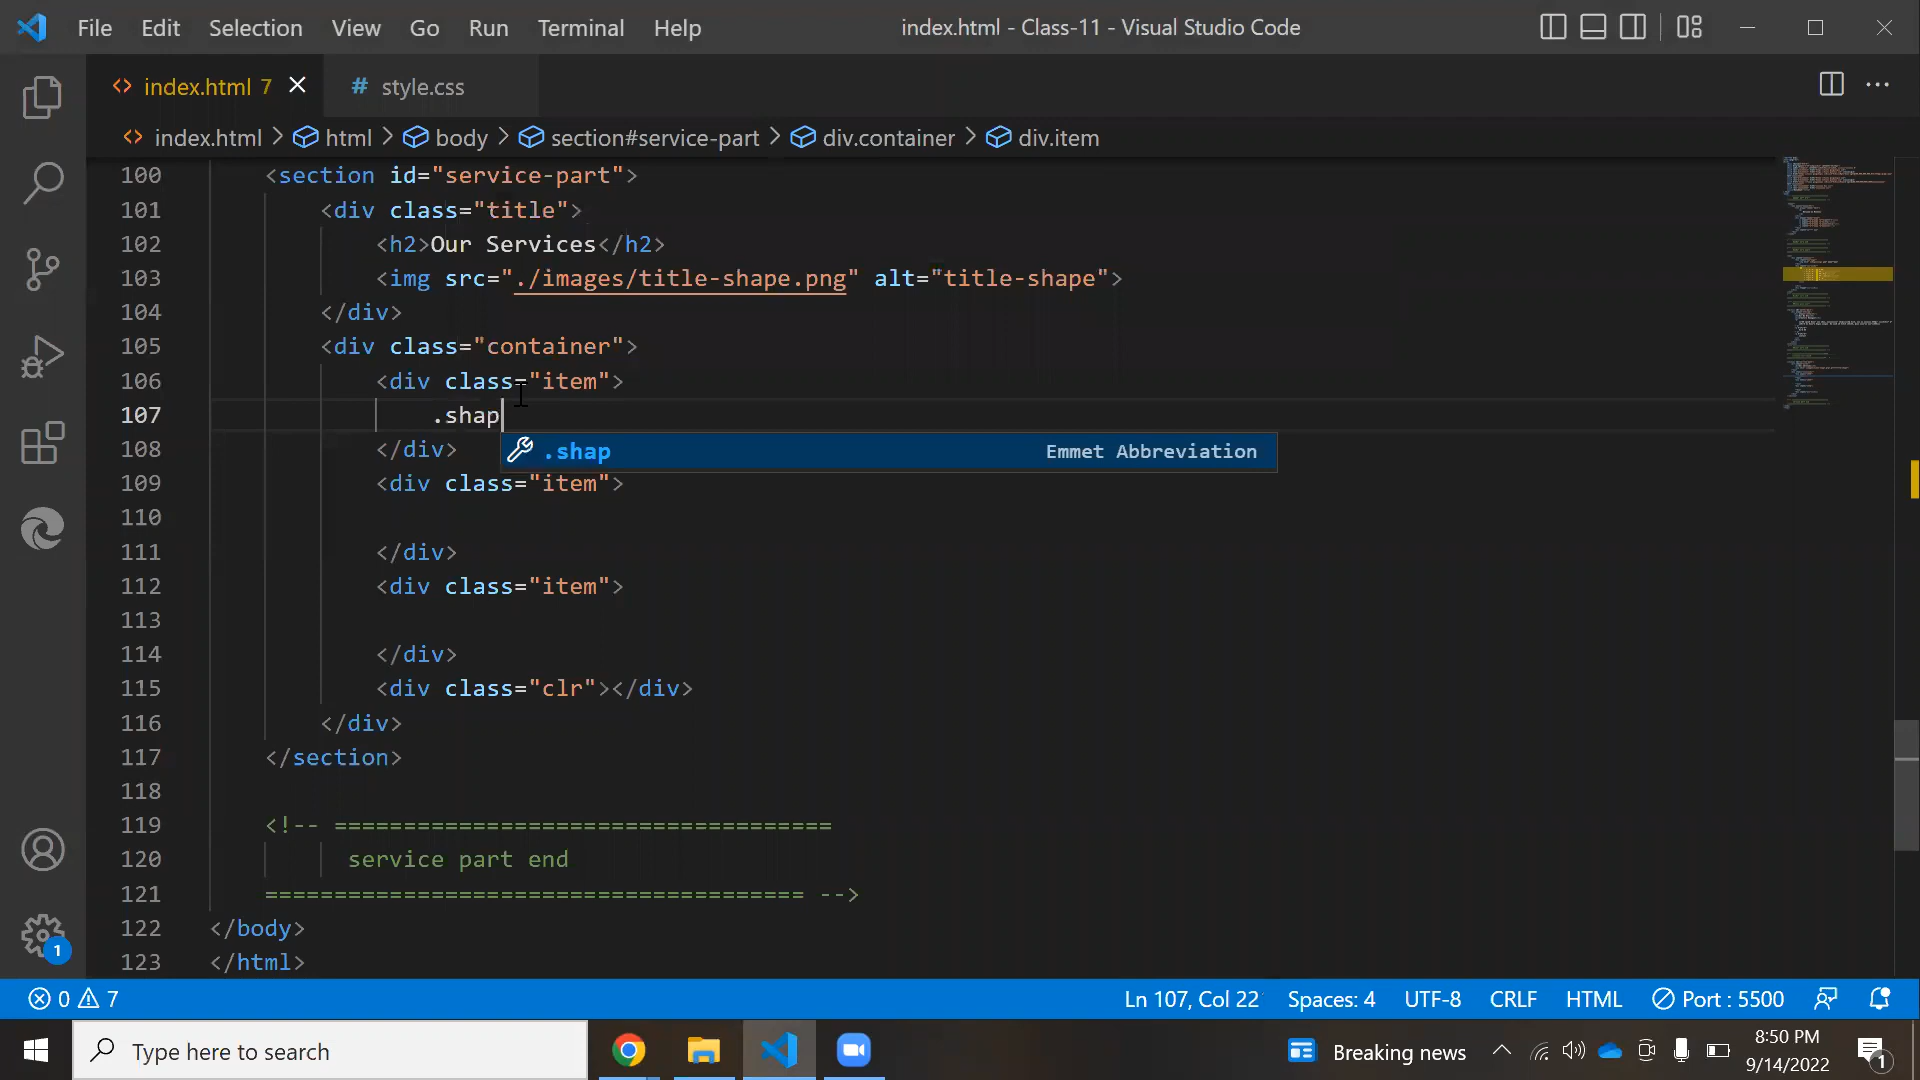 File Edit Selection View Go Run Terminal Help index.html - Class-11 - Visual Studio Code
index.html 7 style.css
index.html > html > body > section#service-part > div.container > div.item
100 <section id="service-part">
101 <div class="title">
102 <h2>Our Services</h2>
103 <img src="./images/title-shape.png" alt="title-shape">
104 </div>
105 <div class="container">
106 <div class="item">
107 .shap
.shap Emmet Abbreviation
108 </div>
109 <div class="item">
110
111 </div>
112 <div class="item">
113
114 </div>
115 <div class="clr"></div>
116 </div>
117 </section>
118
119 <!-- ====================================
120 service part end
121 ======================================= -->
122 </body>
123 </html>
1
0 7 Ln 107, Col 22 Spaces: 4 UTF-8 CRLF HTML Port : 5500
Type here to search Breaking news 8:50 PM
9/14/2022 1